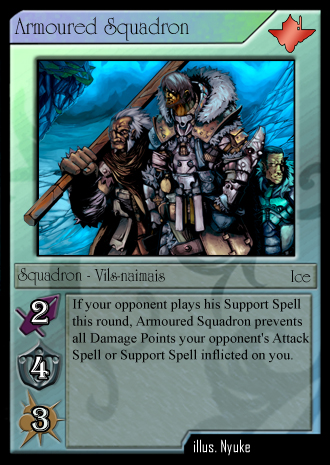 Armoured Squadron
Squadron - Vils-naimais Ice
2
If your opponent plays his Support Spell
this round, Armoured Squadron prevents
all Damage Points your opponent's Attack
Spell or Support Spell inflicted on you.
4
3
illus. Nyuke